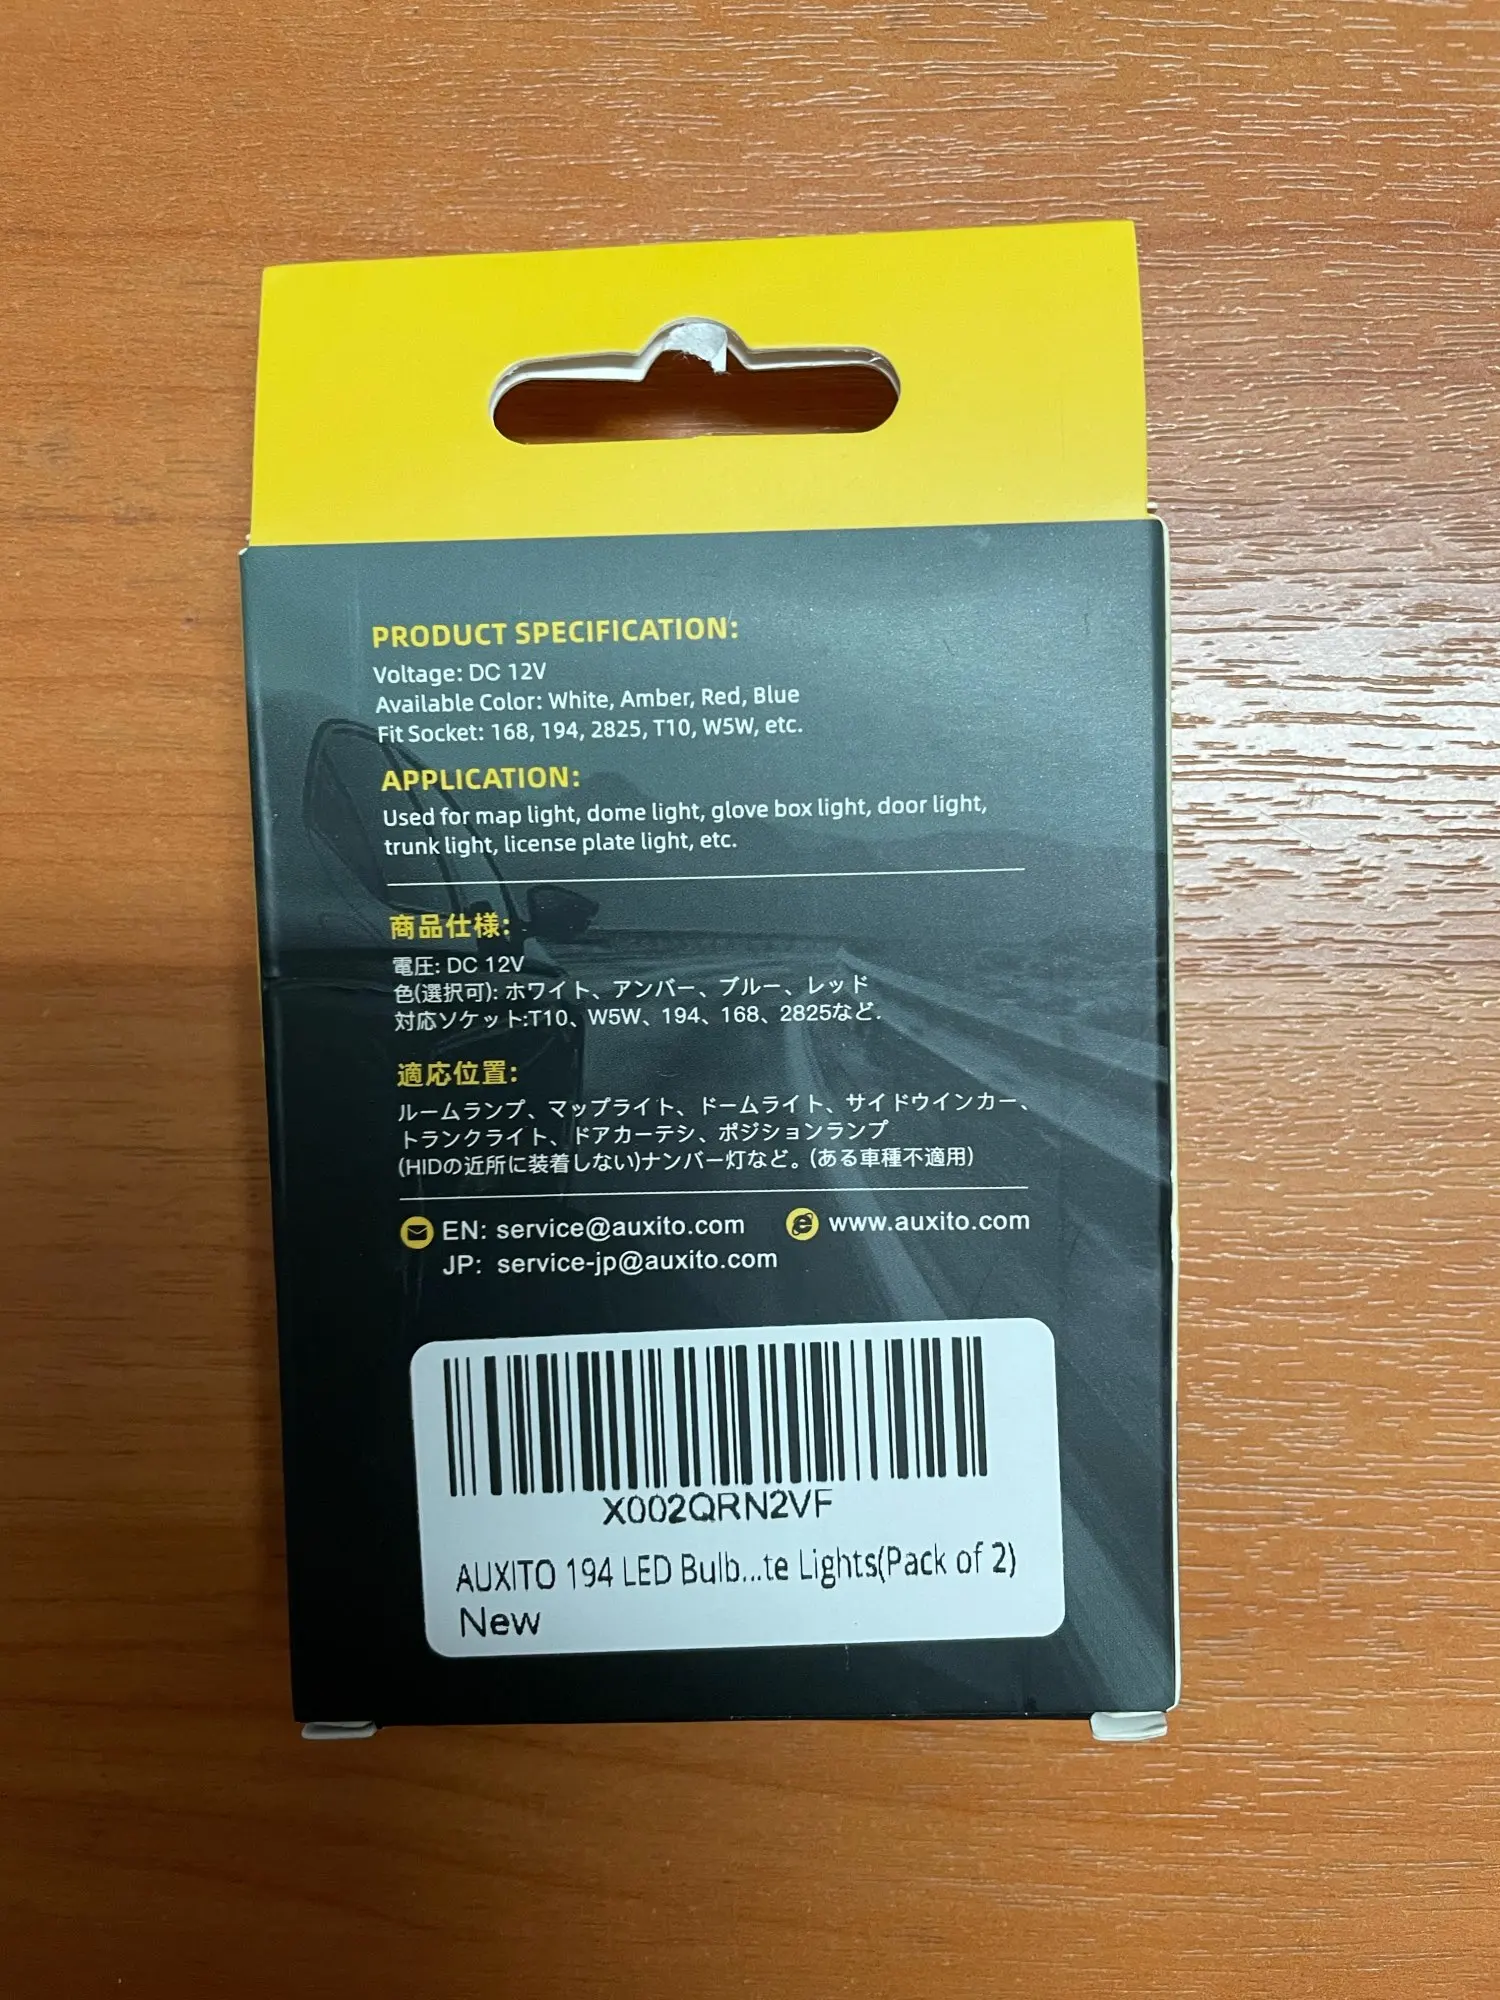 PRODUCT SPECIFICATION:
Voltage: DC 12V
Available Color: White, Amber, Red, Blue
Fit Socket: 168, 194, 2825, T10, W5W, etc.
APPLICATION:
Used for map light, dome light, glove box light, door light,
trunk light, license plate light, etc.
商品仕様:
電圧: DC 12V
色(選択可): ホワイト、アンバー、ブルー、レッド
対応ソケット:T10、W5W、194、168、2825など.
適応位置:
ルームランプ、マップライト、ドームライト、サイドウインカー、
トランクライト、ドアカーテシ、ポジションランプ
(HIDの近所に装着しない)ナンバー灯など。(ある車種不適用)
EN: service@auxito.com www.auxito.com
JP: service-jp@auxito.com
X002QRN2VF
AUXITO 194 LED Bulb...te Lights(Pack of 2)
New